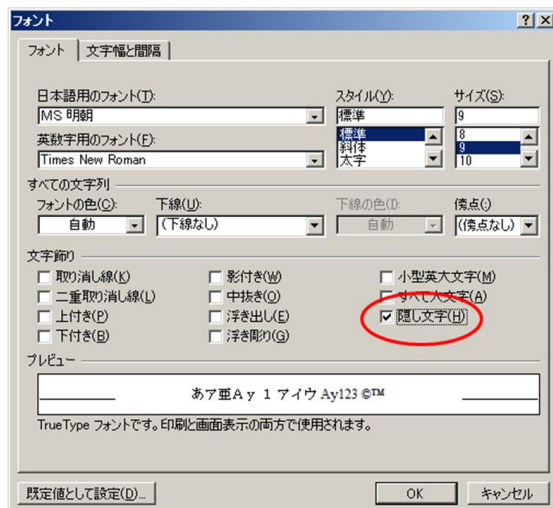 フォント
フォント 文字幅と間隔
日本語用のフォント(T): スタイル(Y): サイズ(S):
MS 明朝 標準 9
英数字用のフォント(F): 標準 8
Times New Roman 斜体 9
太字 10
すべての文字列
フォントの色(C): 下線(U): 下線の色(I): 傍点(:)
自動 (下線なし) 自動 (傍点なし)
文字飾り
取り消し線(K) 影付き(W) 小型英大文字(M)
二重取り消し線(L) 中抜き(O) すべて大文字(A)
上付き(P) 浮き出し(E) 隠し文字(H)
下付き(B) 浮き彫り(G)
プレビュー
あア亜Ay 1 アイウ Ay123 ©™
TrueType フォントです。印刷と画面表示の両方で使用されます。
既定値として設定(D)... OK キャンセル